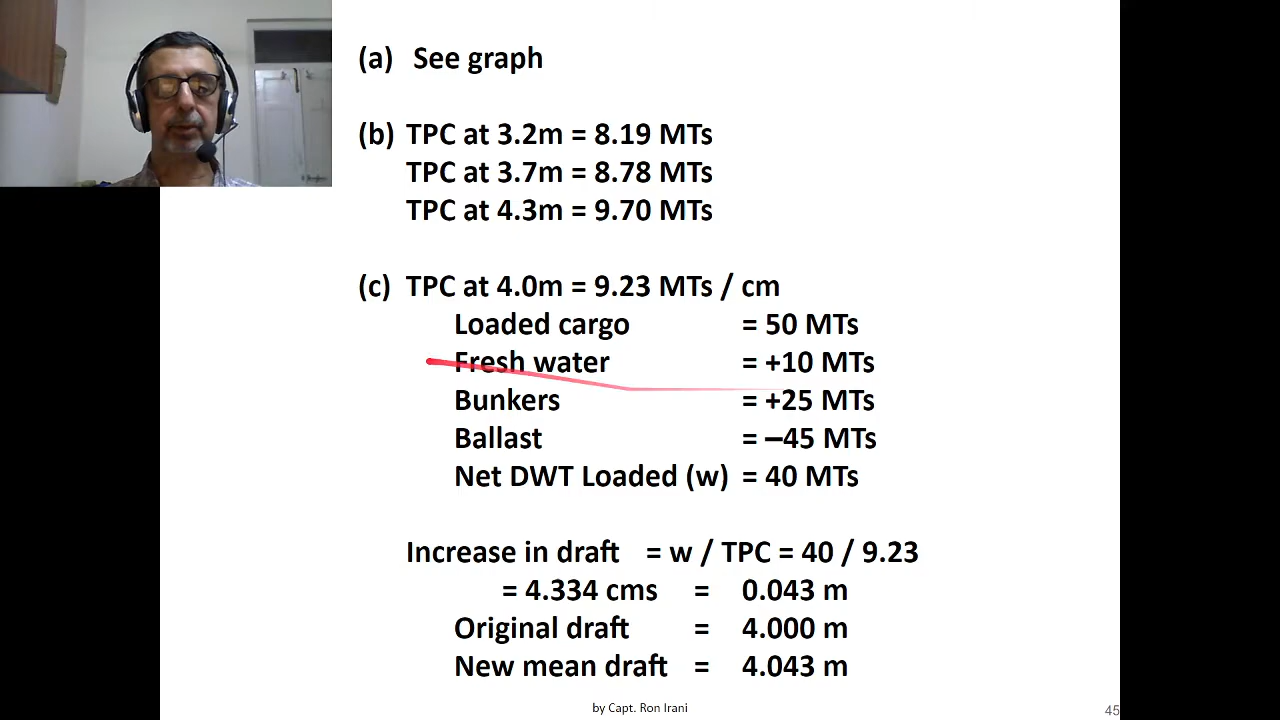 (a) See graph
(b) TPC at 3.2m = 8.19 MTs
TPC at 3.7m = 8.78 MTs
TPC at 4.3m = 9.70 MTs
(c) TPC at 4.0m = 9.23 MTs / cm
Loaded cargo = 50 MTs
Fresh water = +10 MTs
Bunkers = +25 MTs
Ballast = –45 MTs
Net DWT Loaded (w) = 40 MTs
Increase in draft = w / TPC = 40 / 9.23
= 4.334 cms = 0.043 m
Original draft = 4.000 m
New mean draft = 4.043 m
by Capt. Ron Irani
45